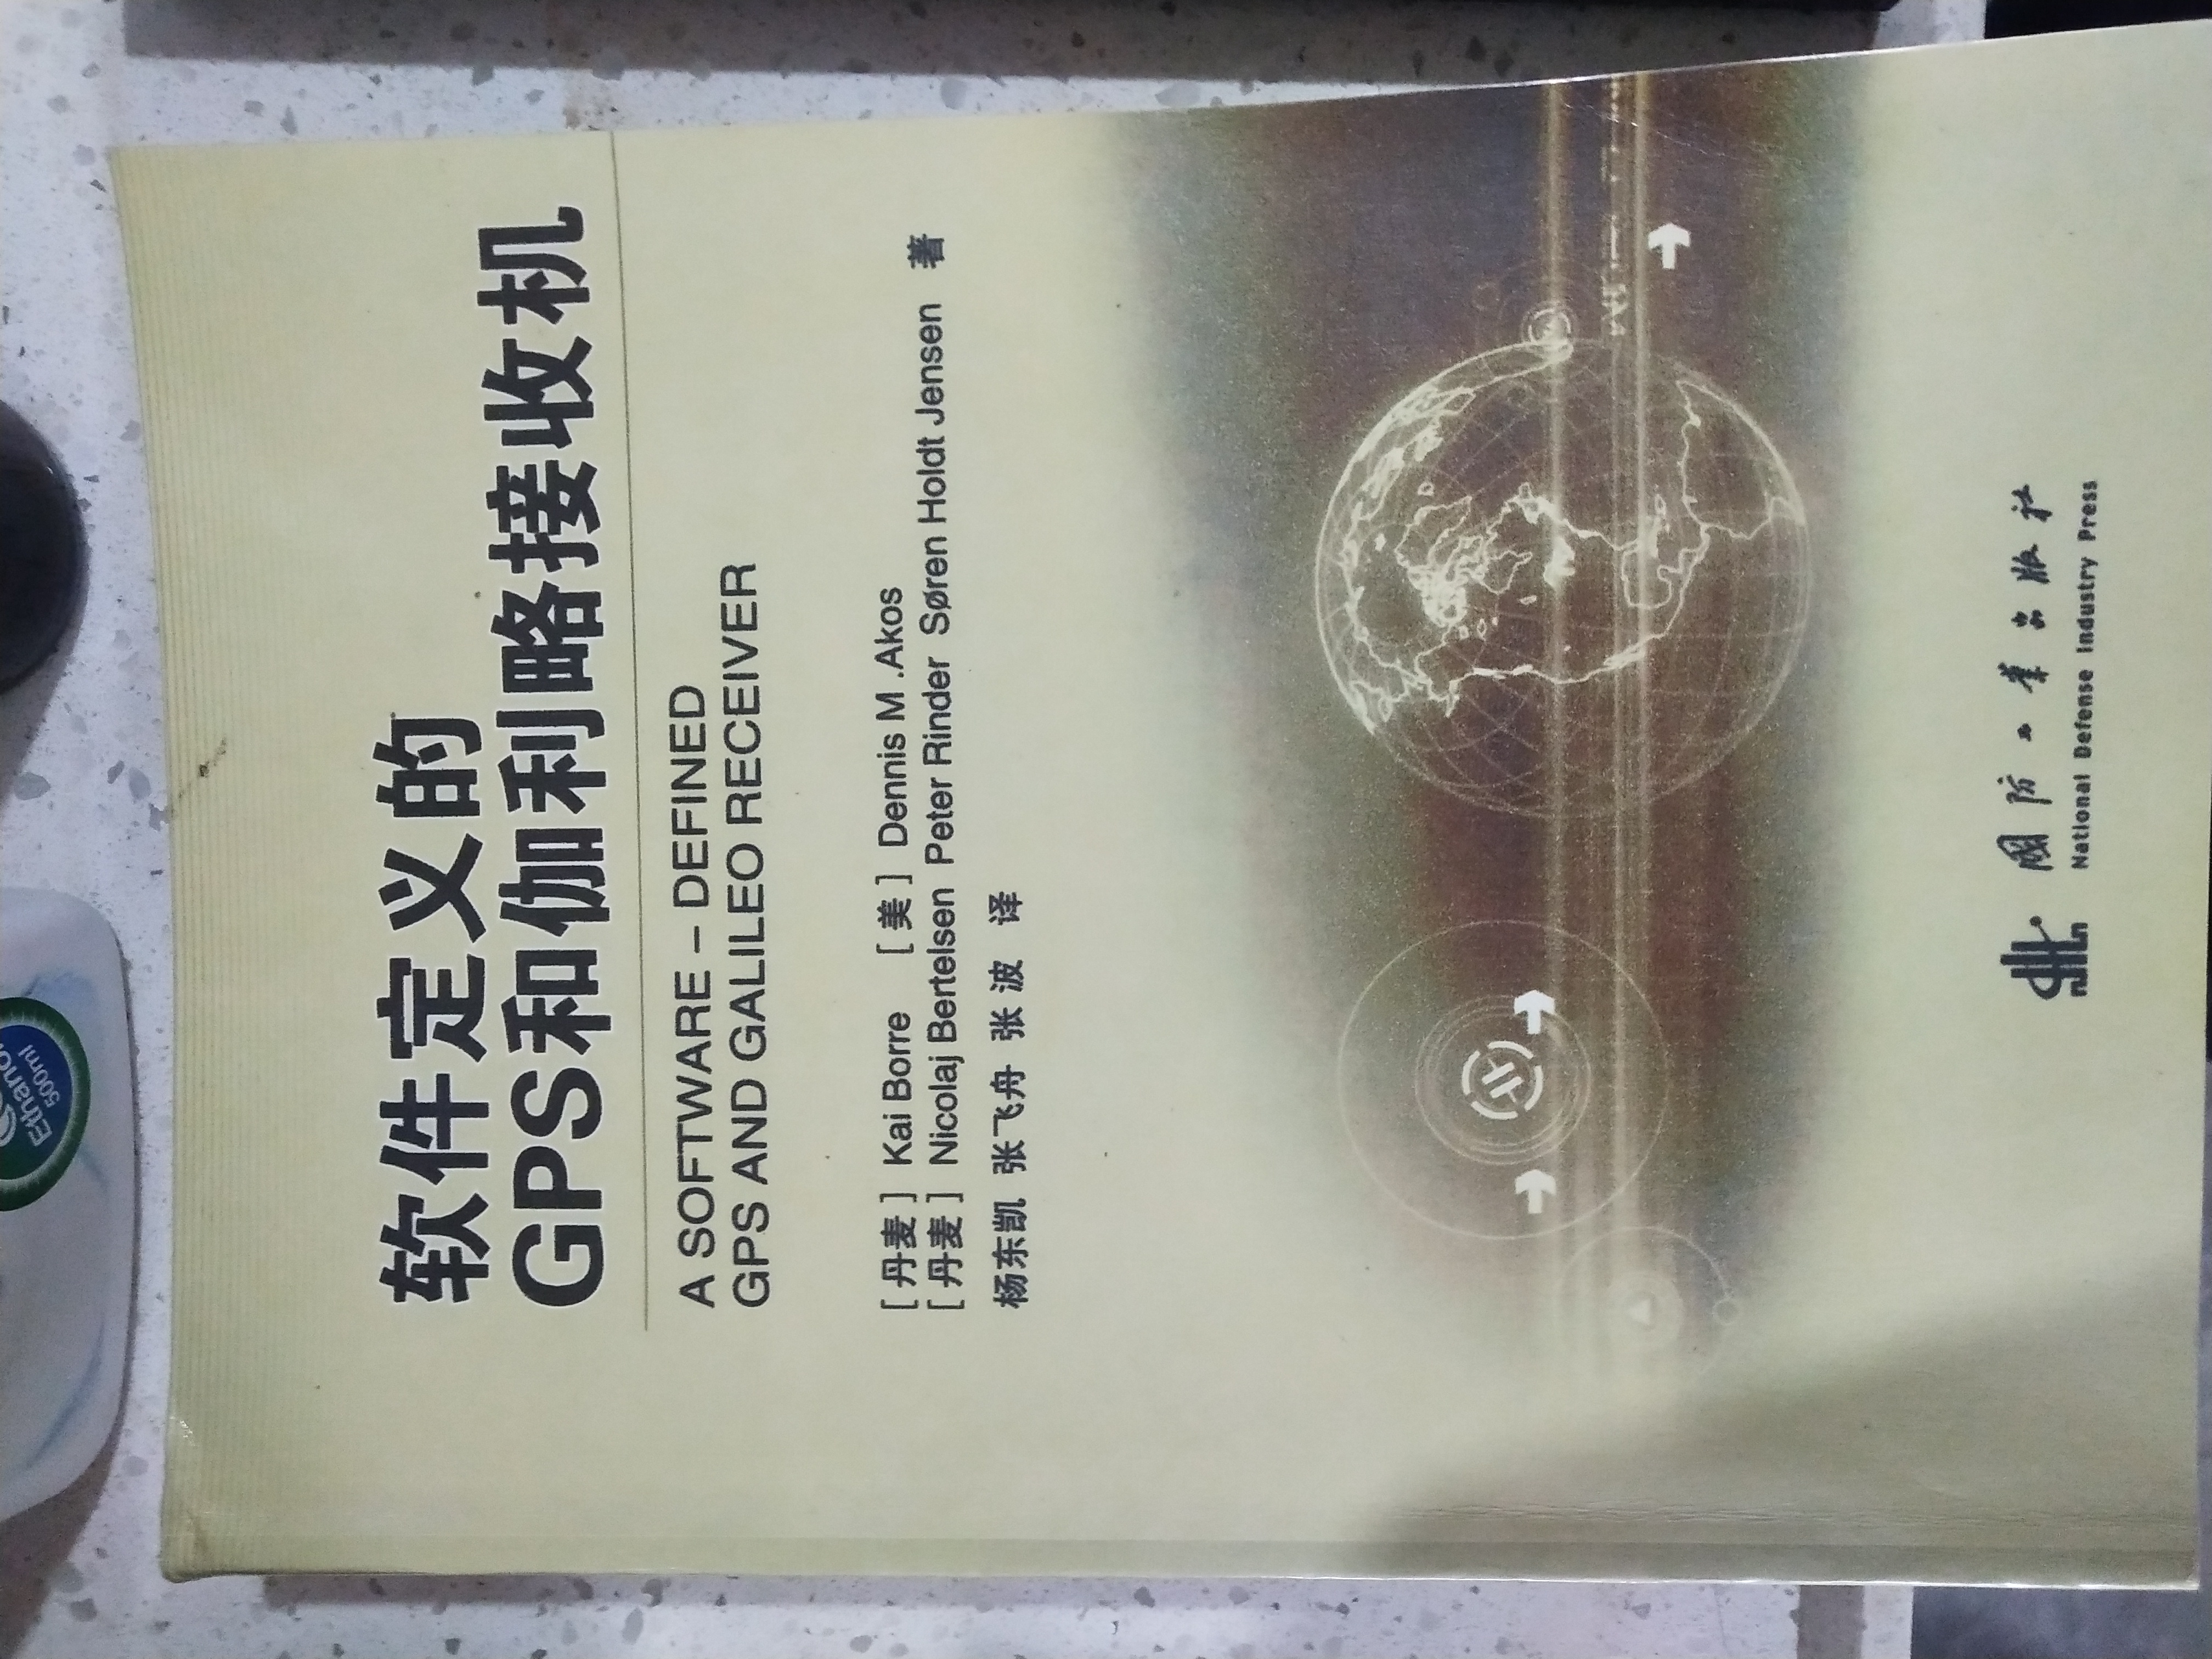 软件定义的
GPS和伽利略接收机
A SOFTWARE – DEFINED
GPS AND GALILEO RECEIVER
[丹麦] Kai Borre [美] Dennis M .Akos
[丹麦] Nicolaj Bertelsen Peter Rinder Søren Holdt Jensen 著
杨东凯 张飞舟 张 波 译
國防工業出版社
National Defense Industry Press
500ml